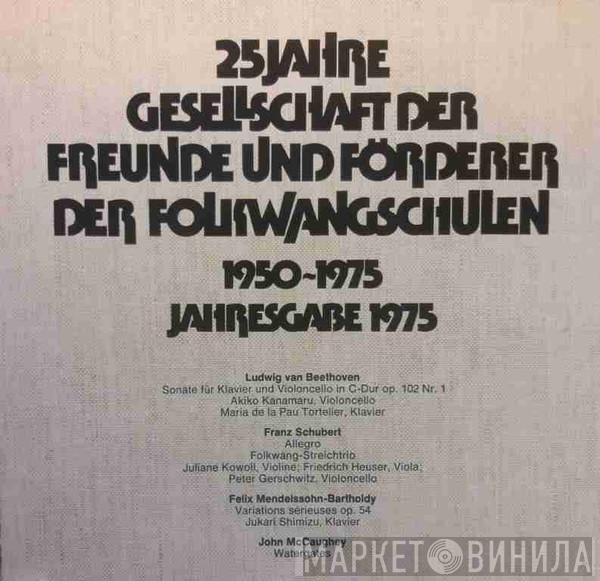 25 JAHRE
GESELLSCHAFT DER
FREUNDE UND FÖRDERER
DER FOLKWANGSCHULEN
1950-1975
JAHRESGABE 1975
Ludwig van Beethoven
Sonate für Klavier und Violoncello in C-Dur op. 102 Nr. 1
Akiko Kanamaru, Violoncello
Maria de la Pau Tortelier, Klavier
Franz Schubert
Allegro
Folkwang-Streichtrio
Juliane Kowoll, Violine; Friedrich Heuser, Viola;
Peter Gerschwitz, Violoncello
Felix Mendelssohn-Bartholdy
Variations sérieuses op. 54
Jukari Shimizu, Klavier
John McCaughey
Watergates
МАРКЕТ ВИНИЛА